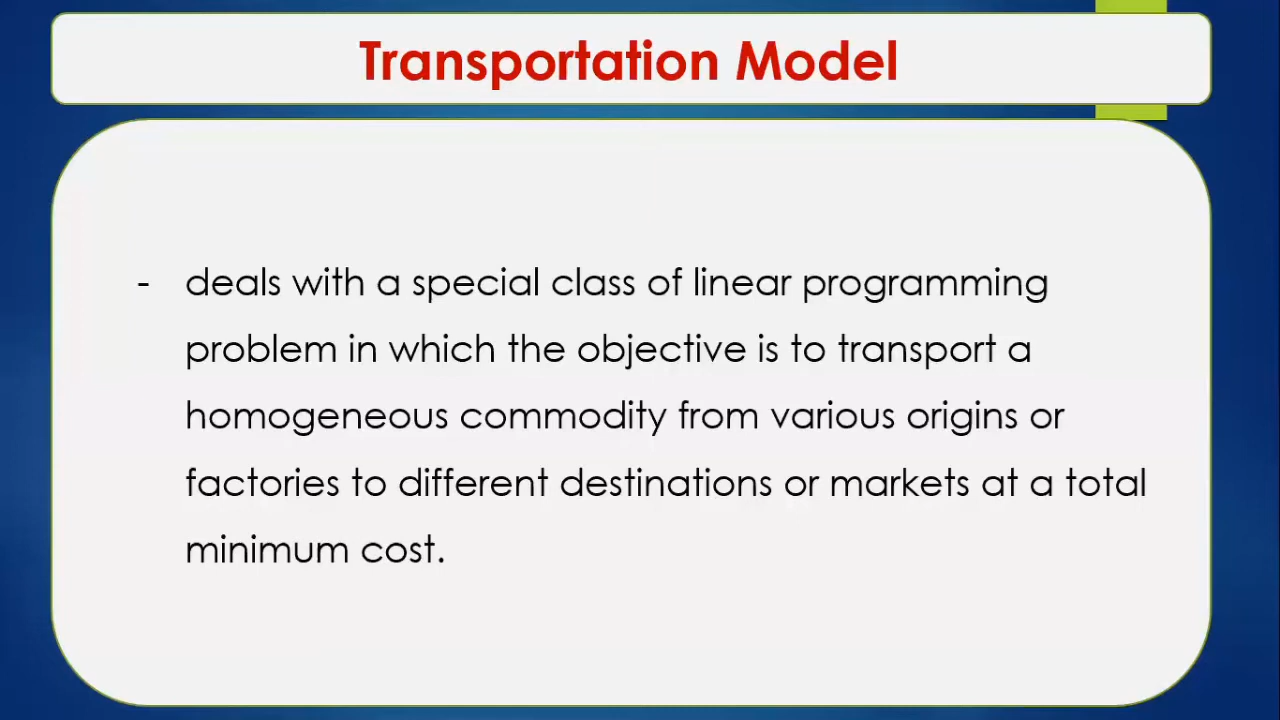 Transportation Model
- deals with a special class of linear programming
problem in which the objective is to transport a
homogeneous commodity from various origins or
factories to different destinations or markets at a total
minimum cost.